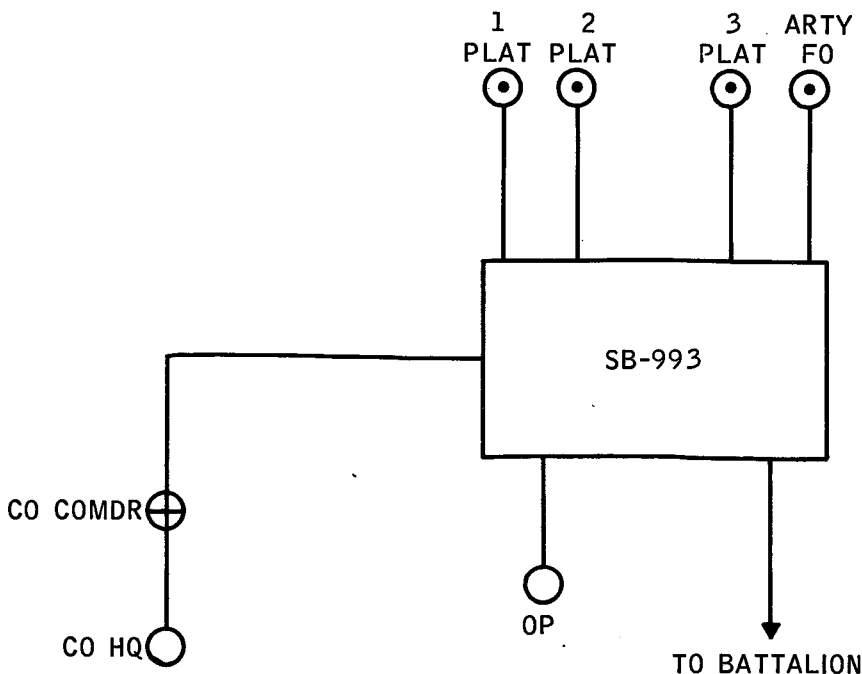 1
PLAT
2
PLAT
3
PLAT
ARTY
FO
SB-993
CO COMDR
CO HQ
OP
TO BATTALION